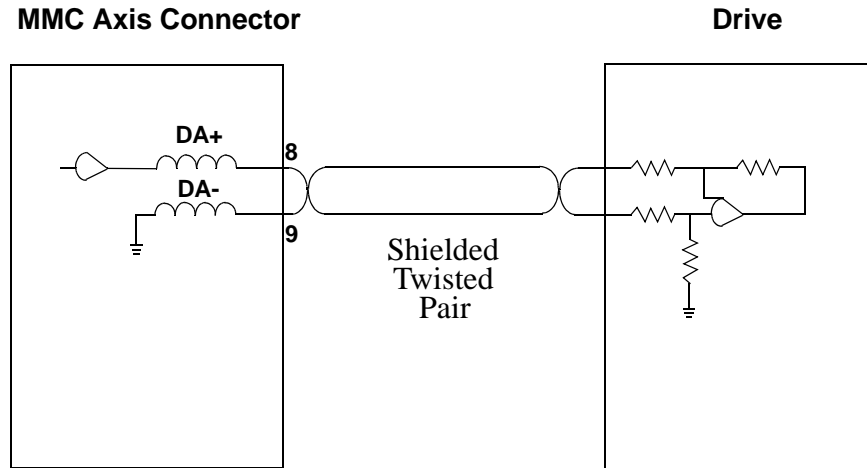 MMC Axis Connector
Drive
DA+
8
DA-
9
Shielded
Twisted
Pair